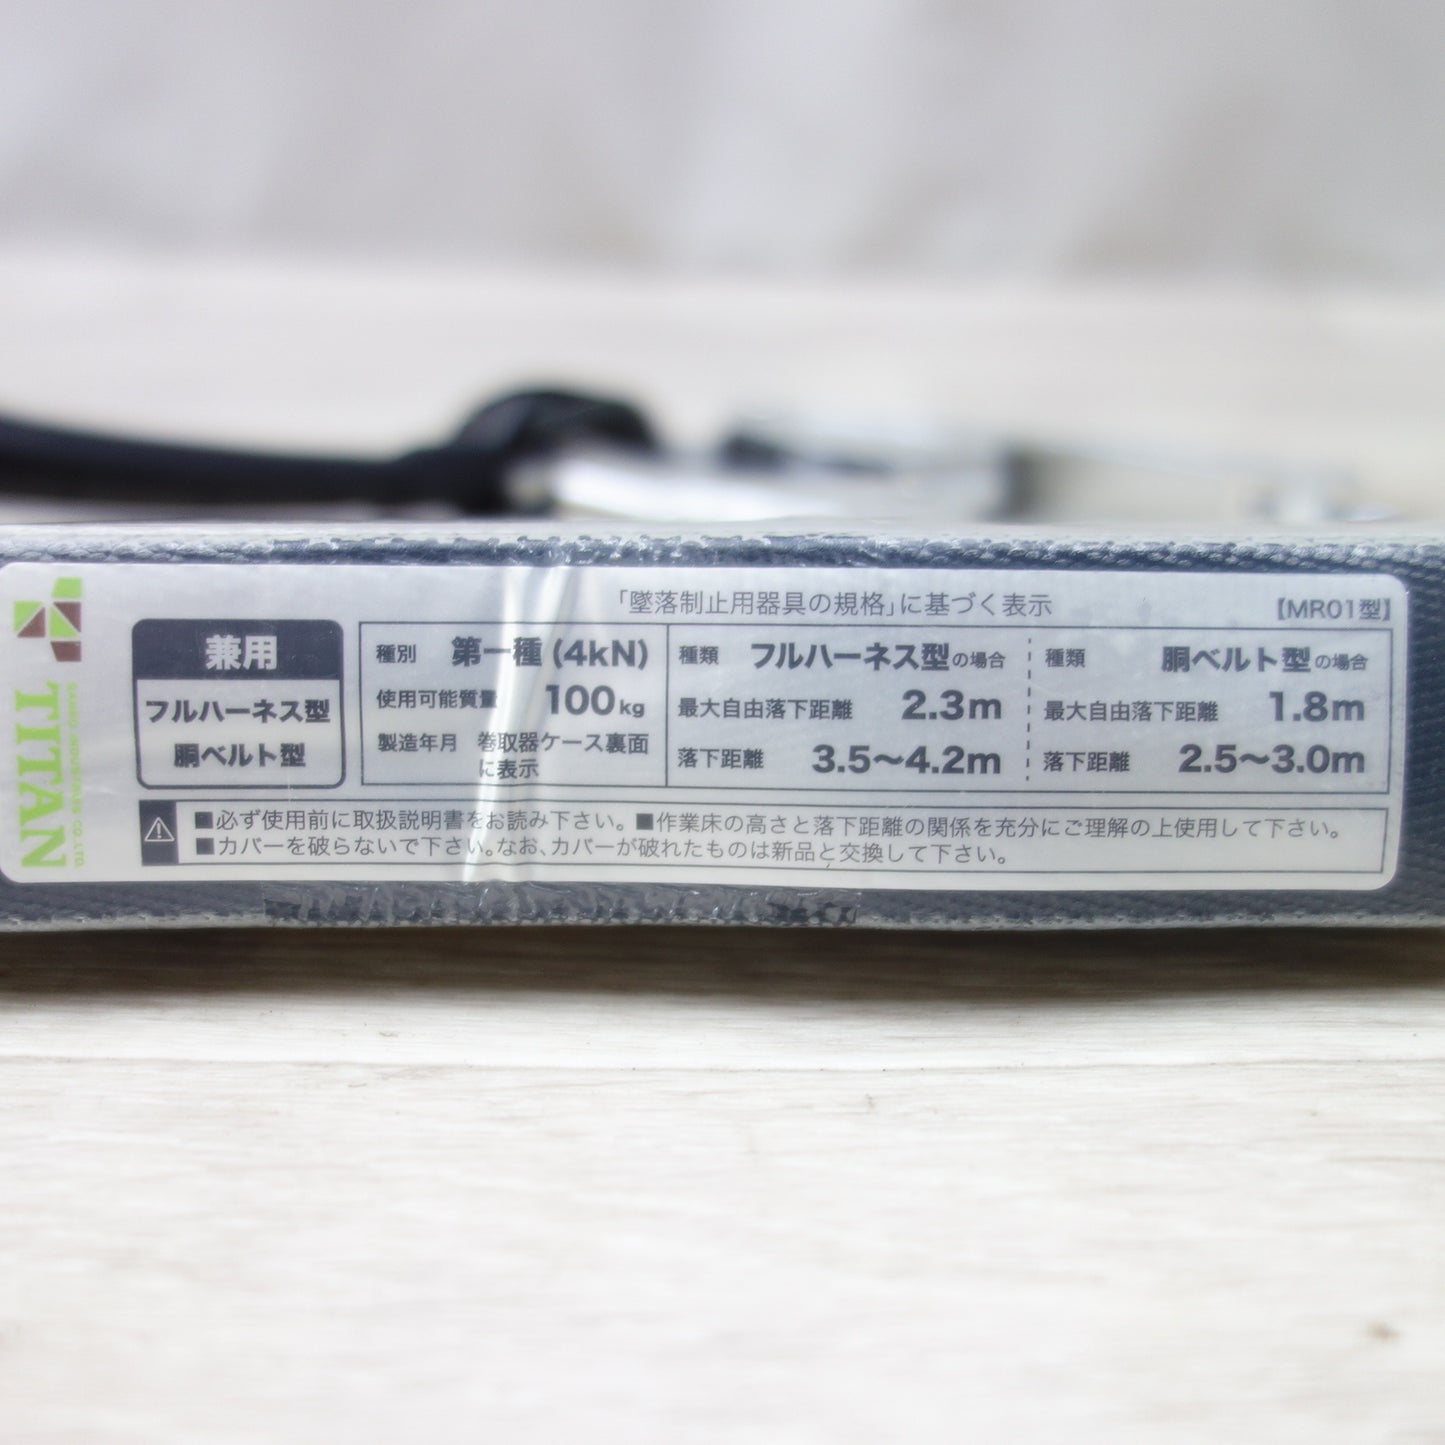 TITAN
SANKO INDUSTRIES CO.,LTD.
「墜落制止用器具の規格」に基づく表示
【MR01型】
兼用
フルハーネス型
胴ベルト型
種別 第一種 (4kN)
使用可能質量 100kg
製造年月 巻取器ケース裏面
に表示
種類 フルハーネス型の場合
最大自由落下距離 2.3m
落下距離 3.5〜4.2m
種類 胴ベルト型の場合
最大自由落下距離 1.8m
落下距離 2.5〜3.0m
■必ず使用前に取扱説明書をお読み下さい。■作業床の高さと落下距離の関係を充分にご理解の上使用して下さい。
■カバーを破らないで下さい。なお、カバーが破れたものは新品と交換して下さい。